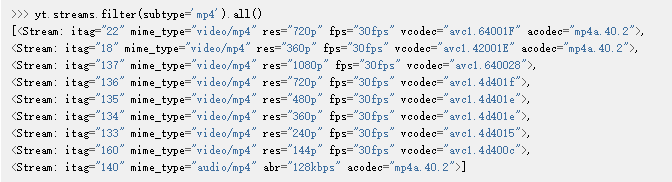 >>> yt.streams.filter(subtype='mp4').all()
[<Stream: itag="22" mime_type="video/mp4" res="720p" fps="30fps" vcodec="avc1.64001F" acodec="mp4a.40.2">,
<Stream: itag="18" mime_type="video/mp4" res="360p" fps="30fps" vcodec="avc1.42001E" acodec="mp4a.40.2">,
<Stream: itag="137" mime_type="video/mp4" res="1080p" fps="30fps" vcodec="avc1.640028">,
<Stream: itag="136" mime_type="video/mp4" res="720p" fps="30fps" vcodec="avc1.4d401f">,
<Stream: itag="135" mime_type="video/mp4" res="480p" fps="30fps" vcodec="avc1.4d401e">,
<Stream: itag="134" mime_type="video/mp4" res="360p" fps="30fps" vcodec="avc1.4d401e">,
<Stream: itag="133" mime_type="video/mp4" res="240p" fps="30fps" vcodec="avc1.4d4015">,
<Stream: itag="160" mime_type="video/mp4" res="144p" fps="30fps" vcodec="avc1.4d400c">,
<Stream: itag="140" mime_type="audio/mp4" abr="128kbps" acodec="mp4a.40.2">]